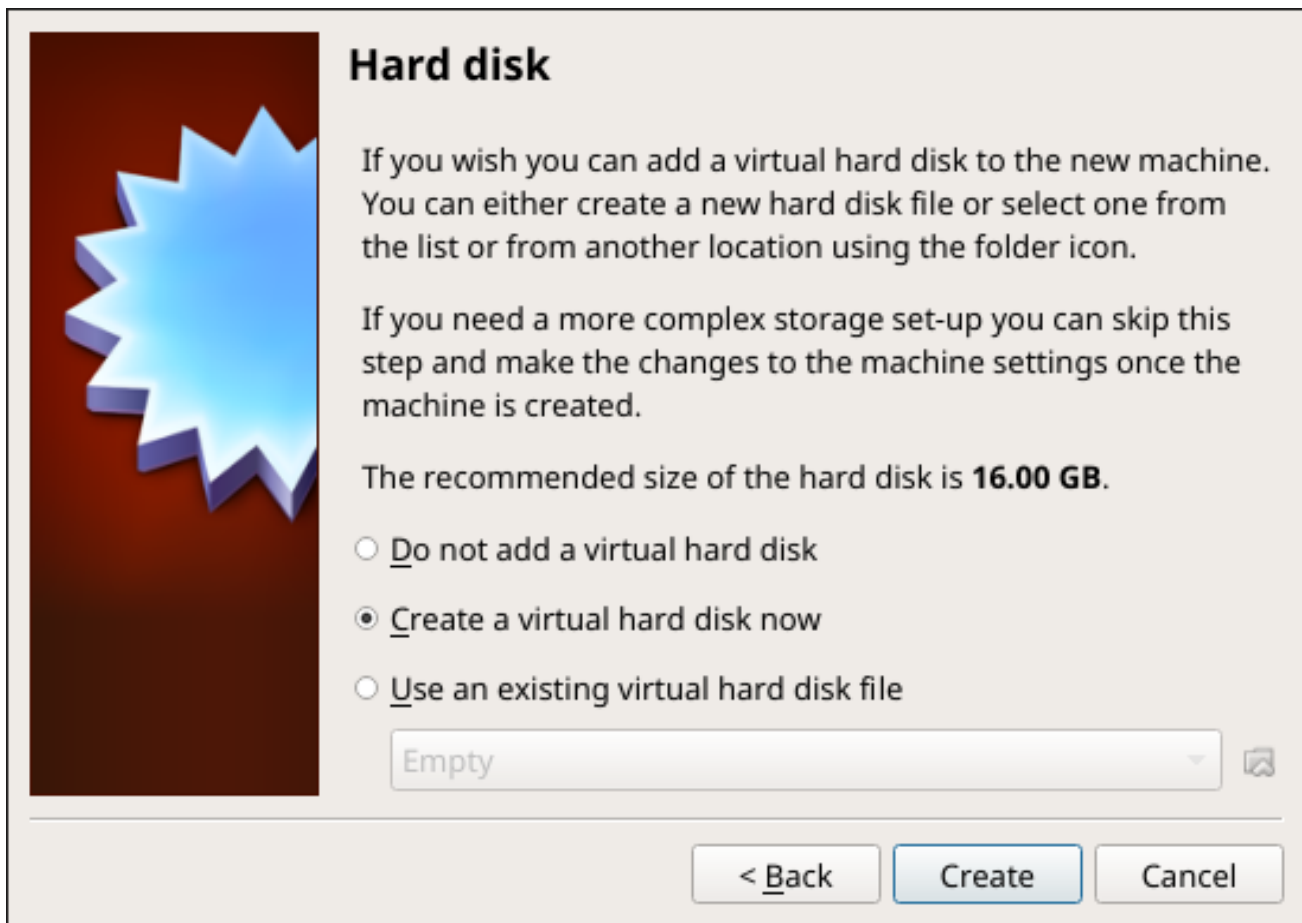 Hard disk
If you wish you can add a virtual hard disk to the new machine.
You can either create a new hard disk file or select one from
the list or from another location using the folder icon.
If you need a more complex storage set-up you can skip this
step and make the changes to the machine settings once the
machine is created.
The recommended size of the hard disk is 16.00 GB.
Do not add a virtual hard disk
Create a virtual hard disk now
Use an existing virtual hard disk file
Empty
< Back Create Cancel